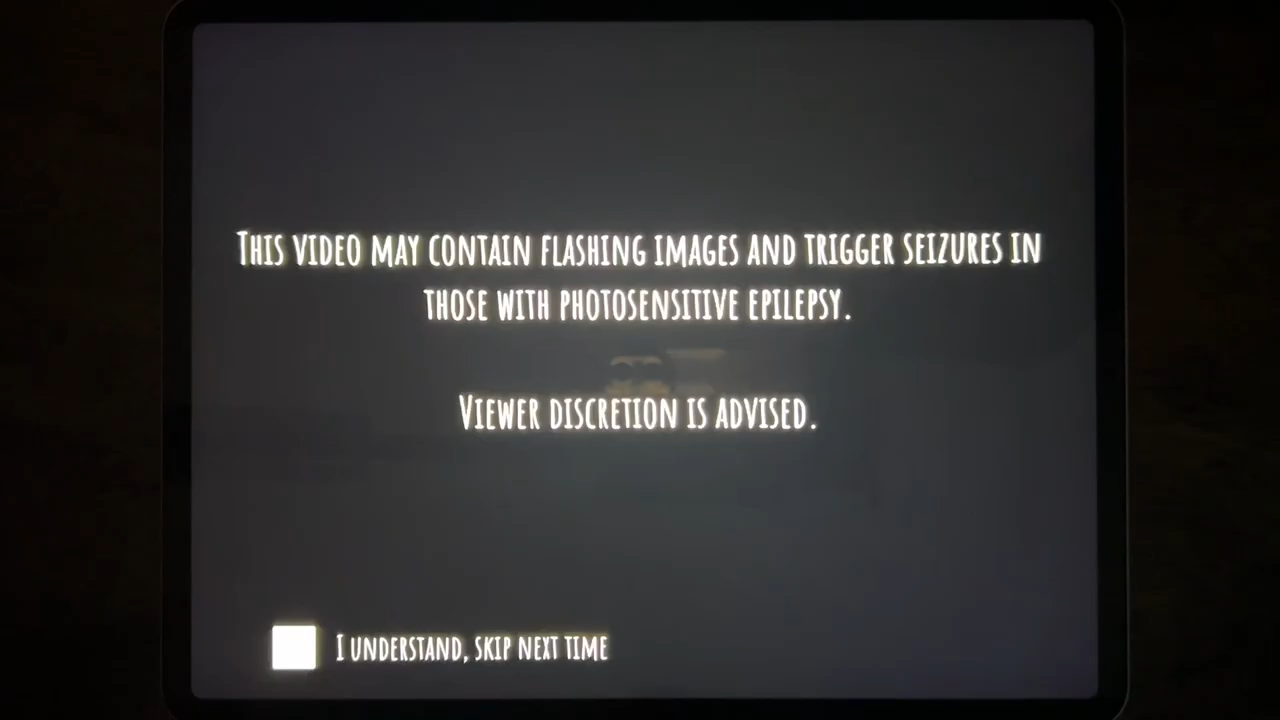 This video may contain flashing images and trigger seizures in
those with photosensitive epilepsy.
Viewer discretion is advised.
I understand, skip next time